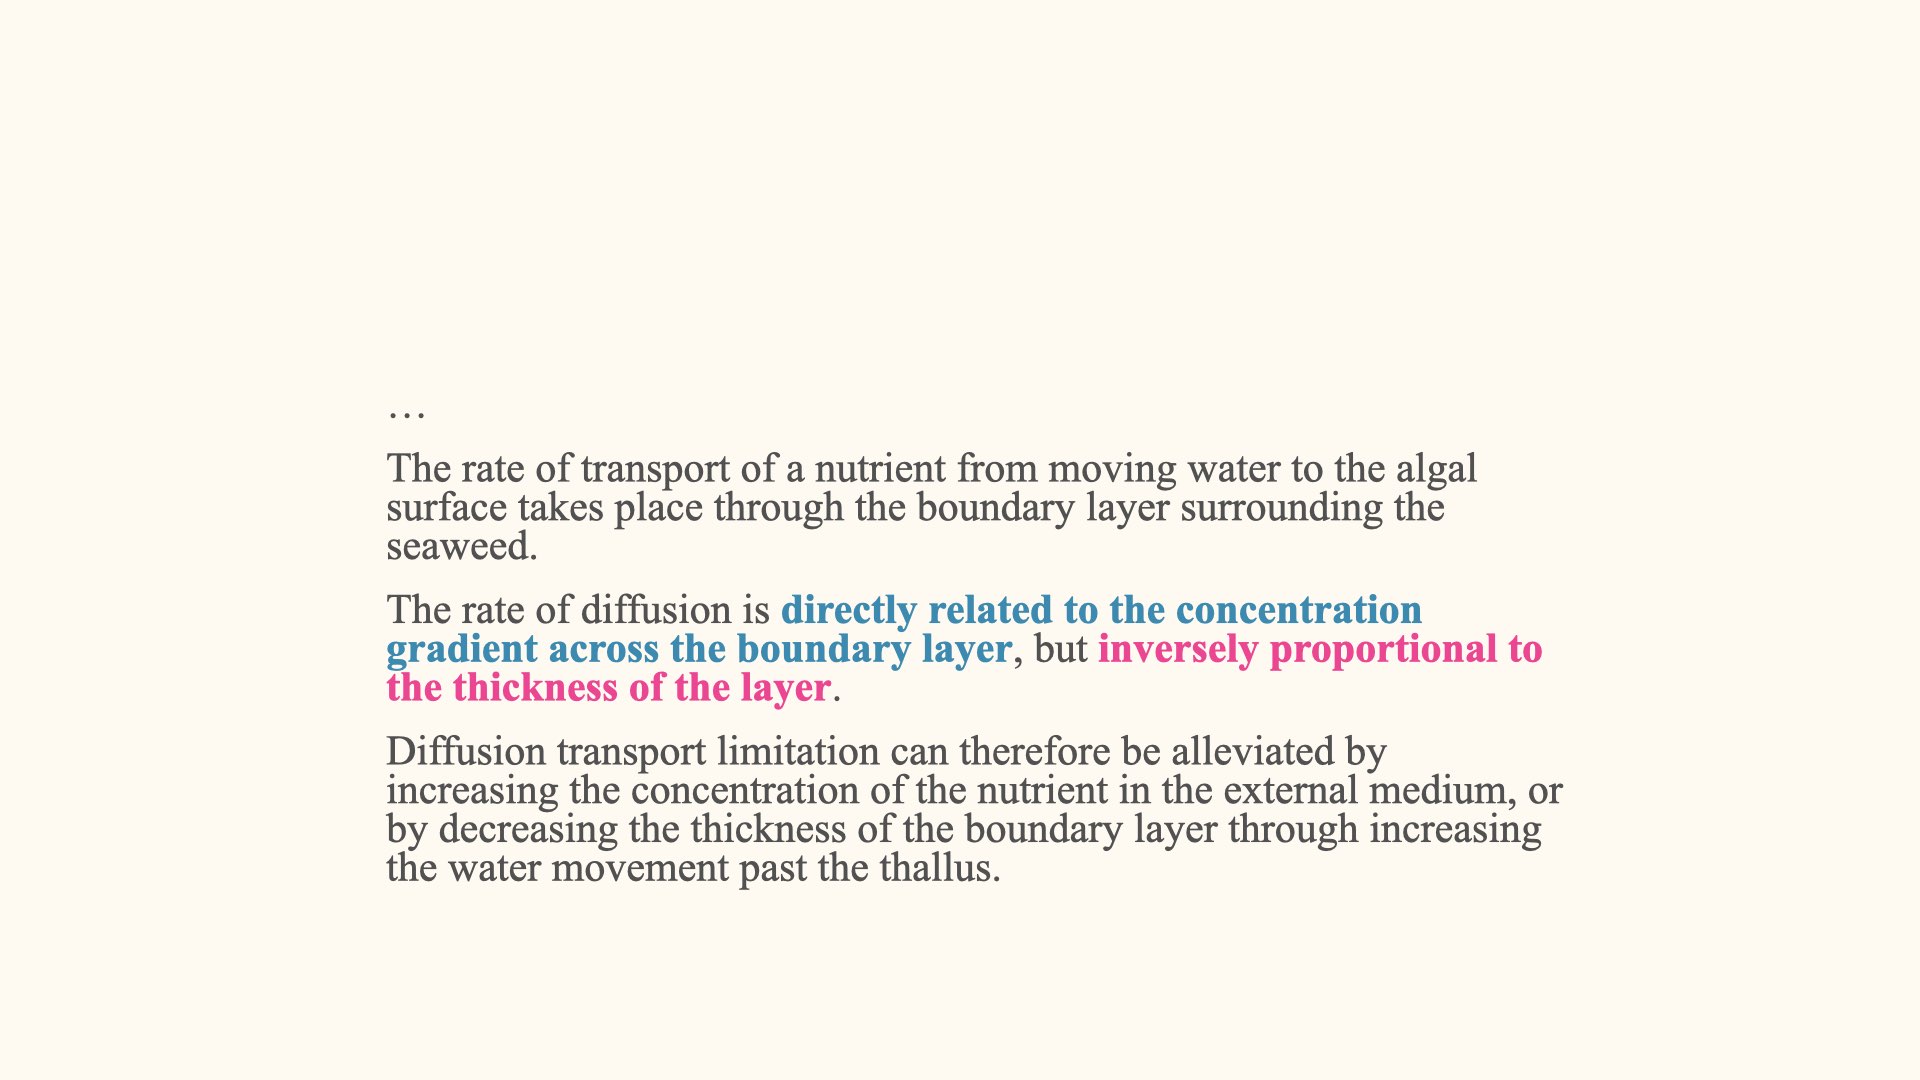 …
The rate of transport of a nutrient from moving water to the algal
surface takes place through the boundary layer surrounding the
seaweed.
The rate of diffusion is directly related to the concentration
gradient across the boundary layer, but inversely proportional to
the thickness of the layer.
Diffusion transport limitation can therefore be alleviated by
increasing the concentration of the nutrient in the external medium, or
by decreasing the thickness of the boundary layer through increasing
the water movement past the thallus.